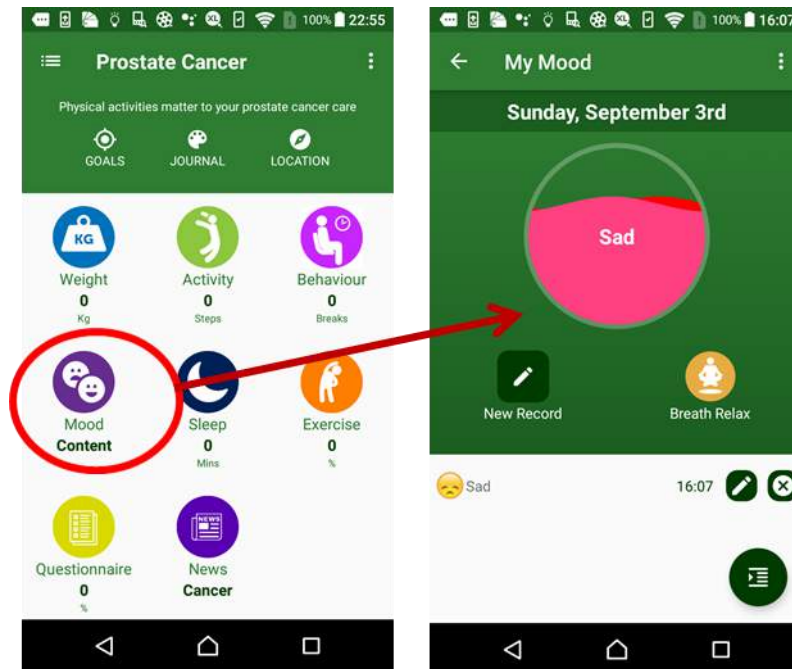 100% 22:55
Prostate Cancer
Physical activities matter to your prostate cancer care
GOALS JOURNAL LOCATION
KG
Weight Activity Behaviour
0 0 0
Kg Steps Breaks
Mood Sleep Exercise
Content 0 0
Mins %
NEWS
Questionnaire News
0 Cancer
%
XL 100% 16:07
My Mood
Sunday, September 3rd
Sad
New Record Breath Relax
Sad 16:07